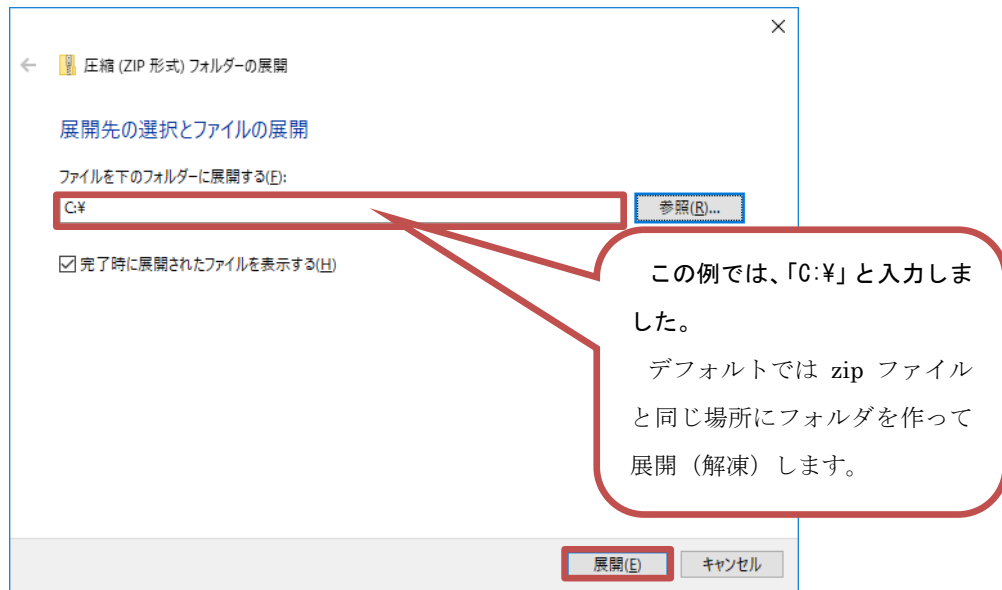 圧縮 (ZIP 形式) フォルダーの展開
展開先の選択とファイルの展開
ファイルを下のフォルダーに展開する(F):
C:¥
参照(R)...
完了時に展開されたファイルを表示する(H)
この例では、「C:¥」と入力しま
した。
デフォルトでは zip ファイル
と同じ場所にフォルダを作って
展開（解凍）します。
展開(E)
キャンセル